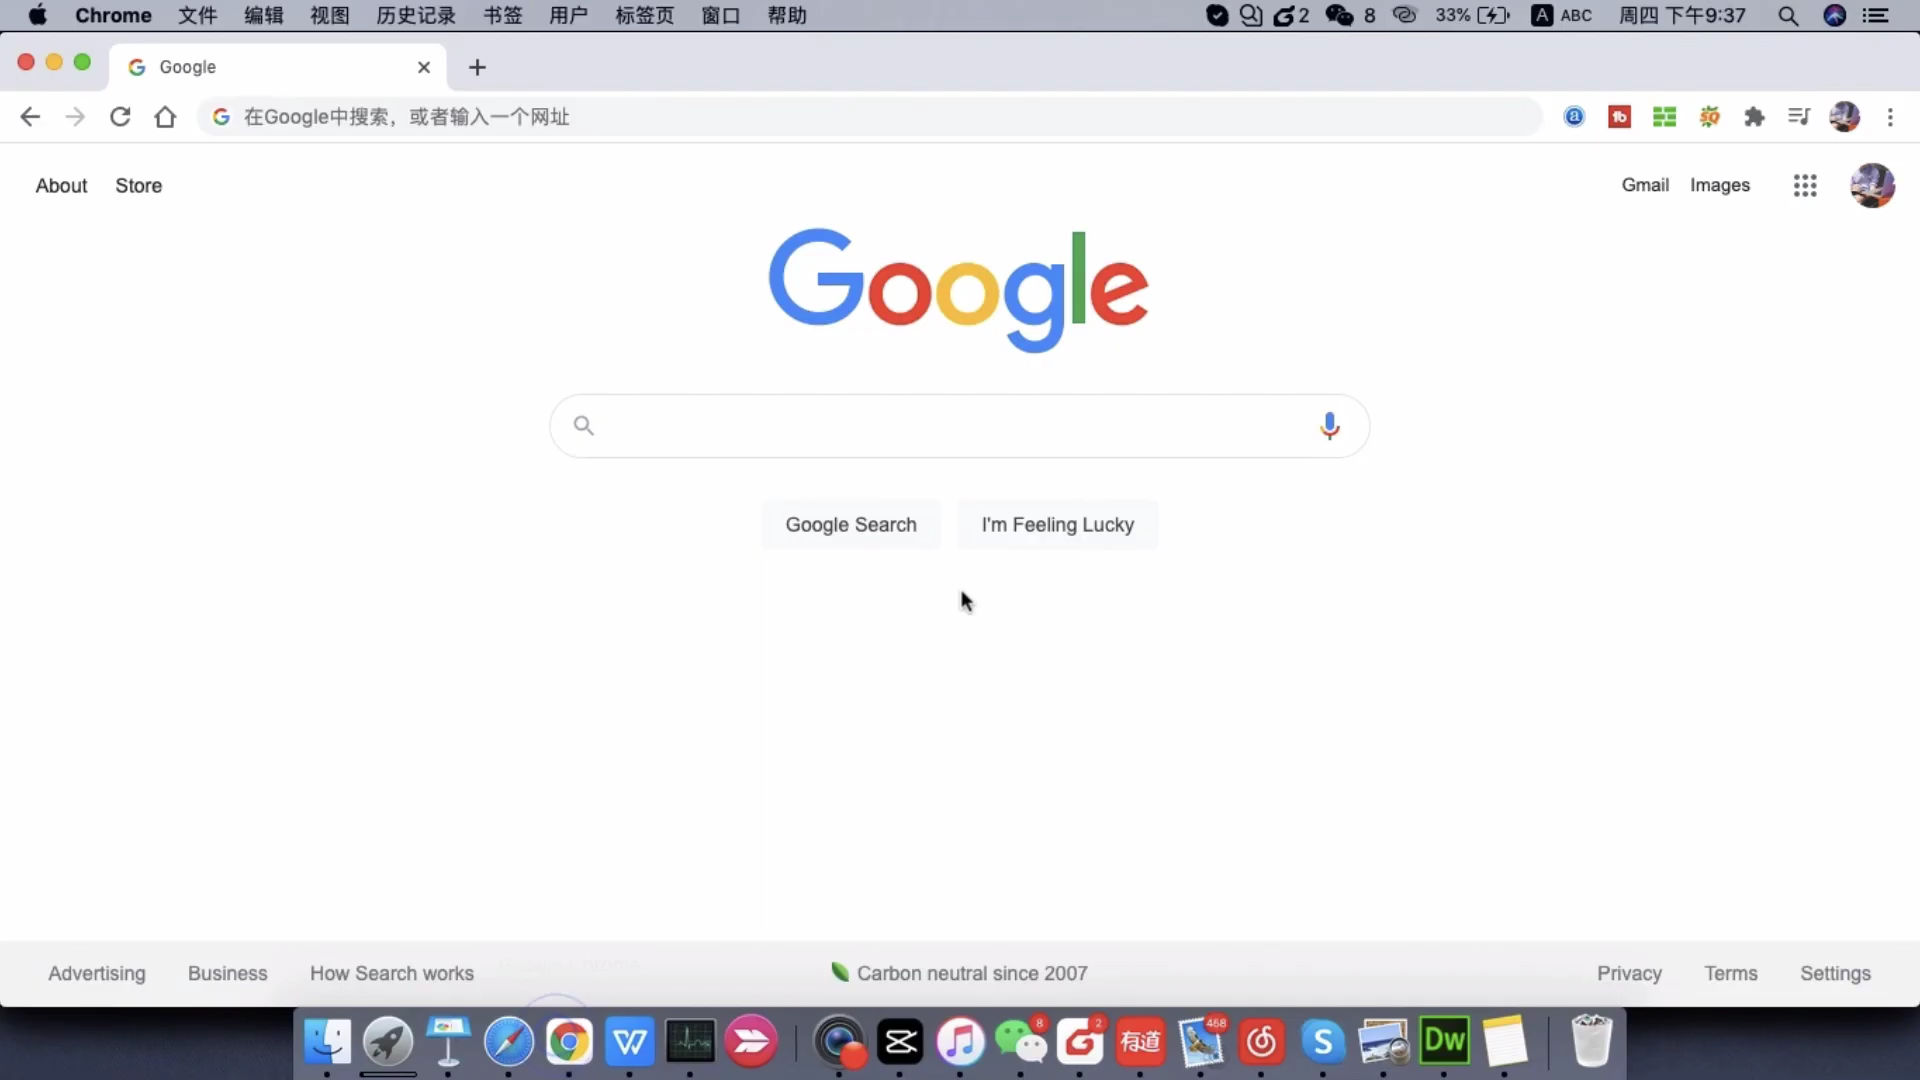 Chrome 文件 编辑 视图 历史记录 书签 用户 标签页 窗口 帮助 2 8 33% A ABC 周四 下午9:37
Google
在Google中搜索，或者输入一个网址
About Store Gmail Images
Google
Google Search I'm Feeling Lucky
Advertising Business How Search works Carbon neutral since 2007 Privacy Terms Settings
8 2 有道 468 Dw